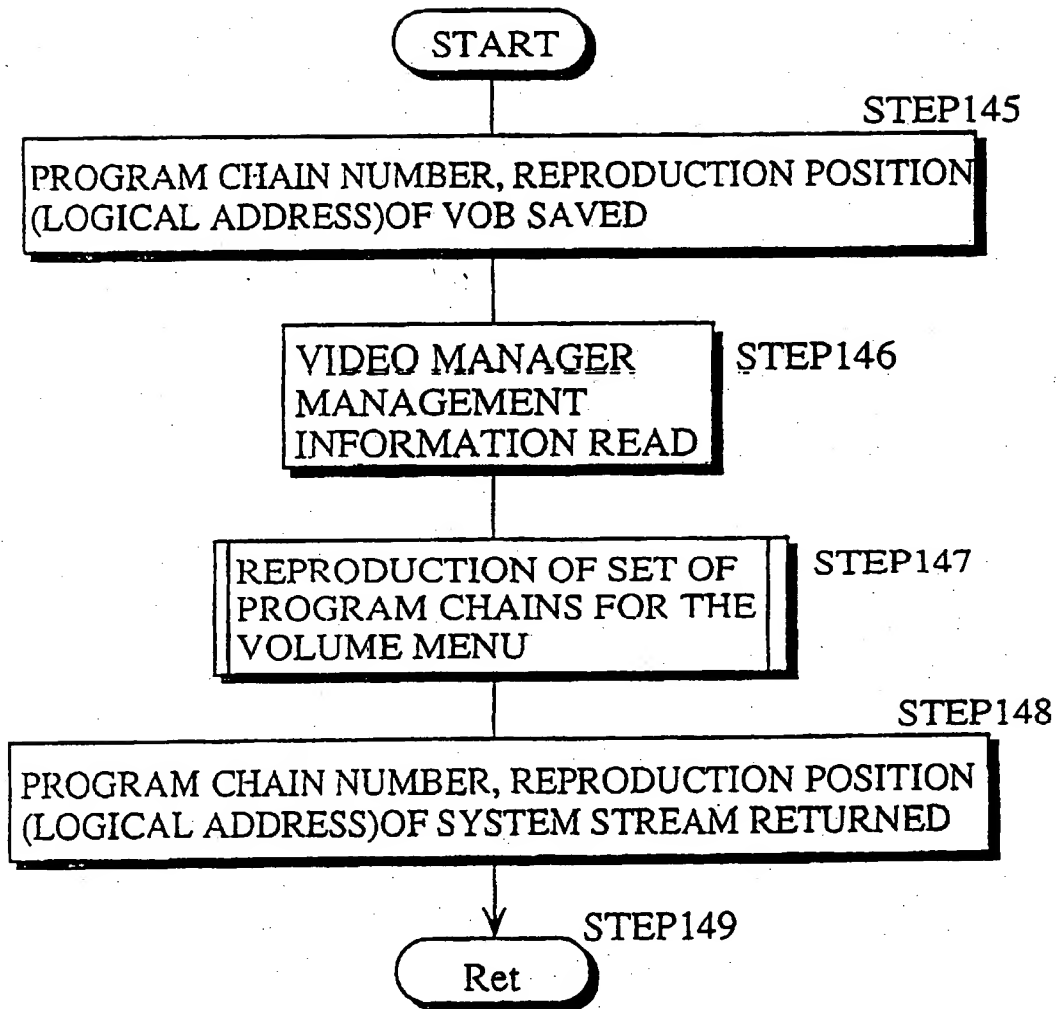 START
STEP145
PROGRAM CHAIN NUMBER, REPRODUCTION POSITION
(LOGICAL ADDRESS)OF VOB SAVED
VIDEO MANAGER
MANAGEMENT
INFORMATION READ
STEP146
REPRODUCTION OF SET OF
PROGRAM CHAINS FOR THE
VOLUME MENU
STEP147
STEP148
PROGRAM CHAIN NUMBER, REPRODUCTION POSITION
(LOGICAL ADDRESS)OF SYSTEM STREAM RETURNED
STEP149
Ret